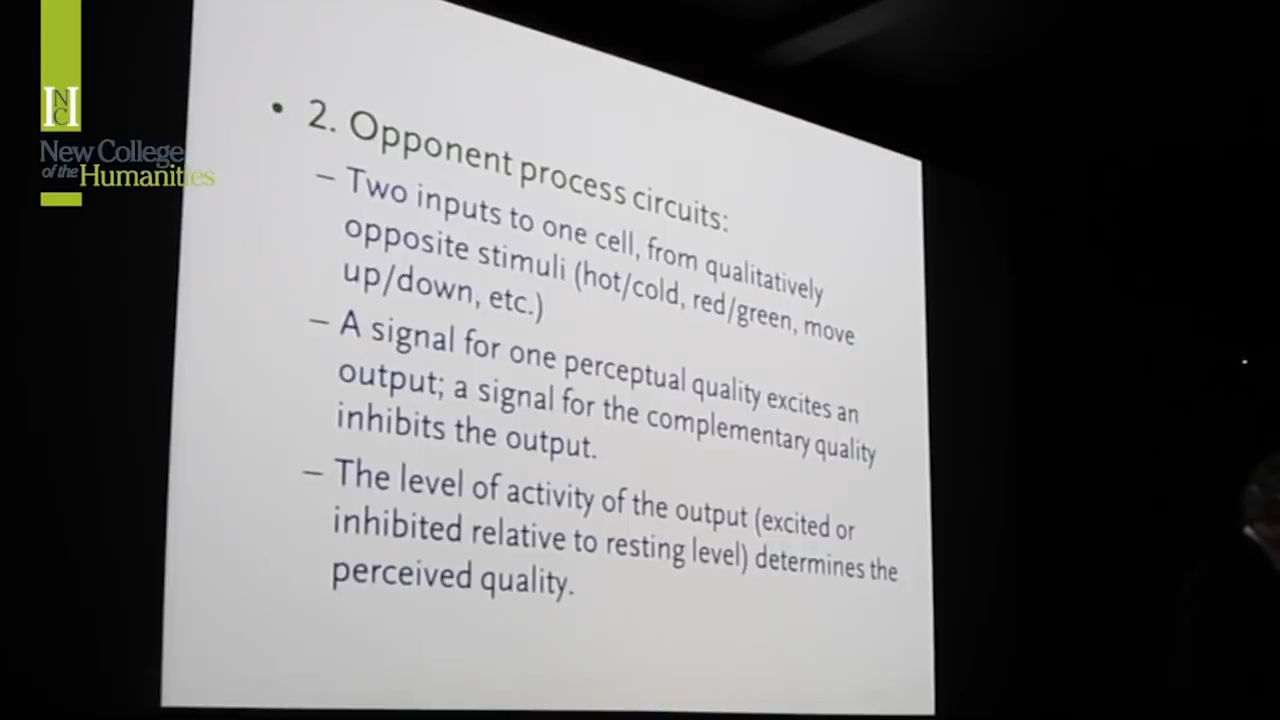 NCH
New College
of the Humanities
• 2. Opponent process circuits:
– Two inputs to one cell, from qualitatively
opposite stimuli (hot/cold, red/green, move
up/down, etc.)
– A signal for one perceptual quality excites an
output; a signal for the complementary quality
inhibits the output.
– The level of activity of the output (excited or
inhibited relative to resting level) determines the
perceived quality.